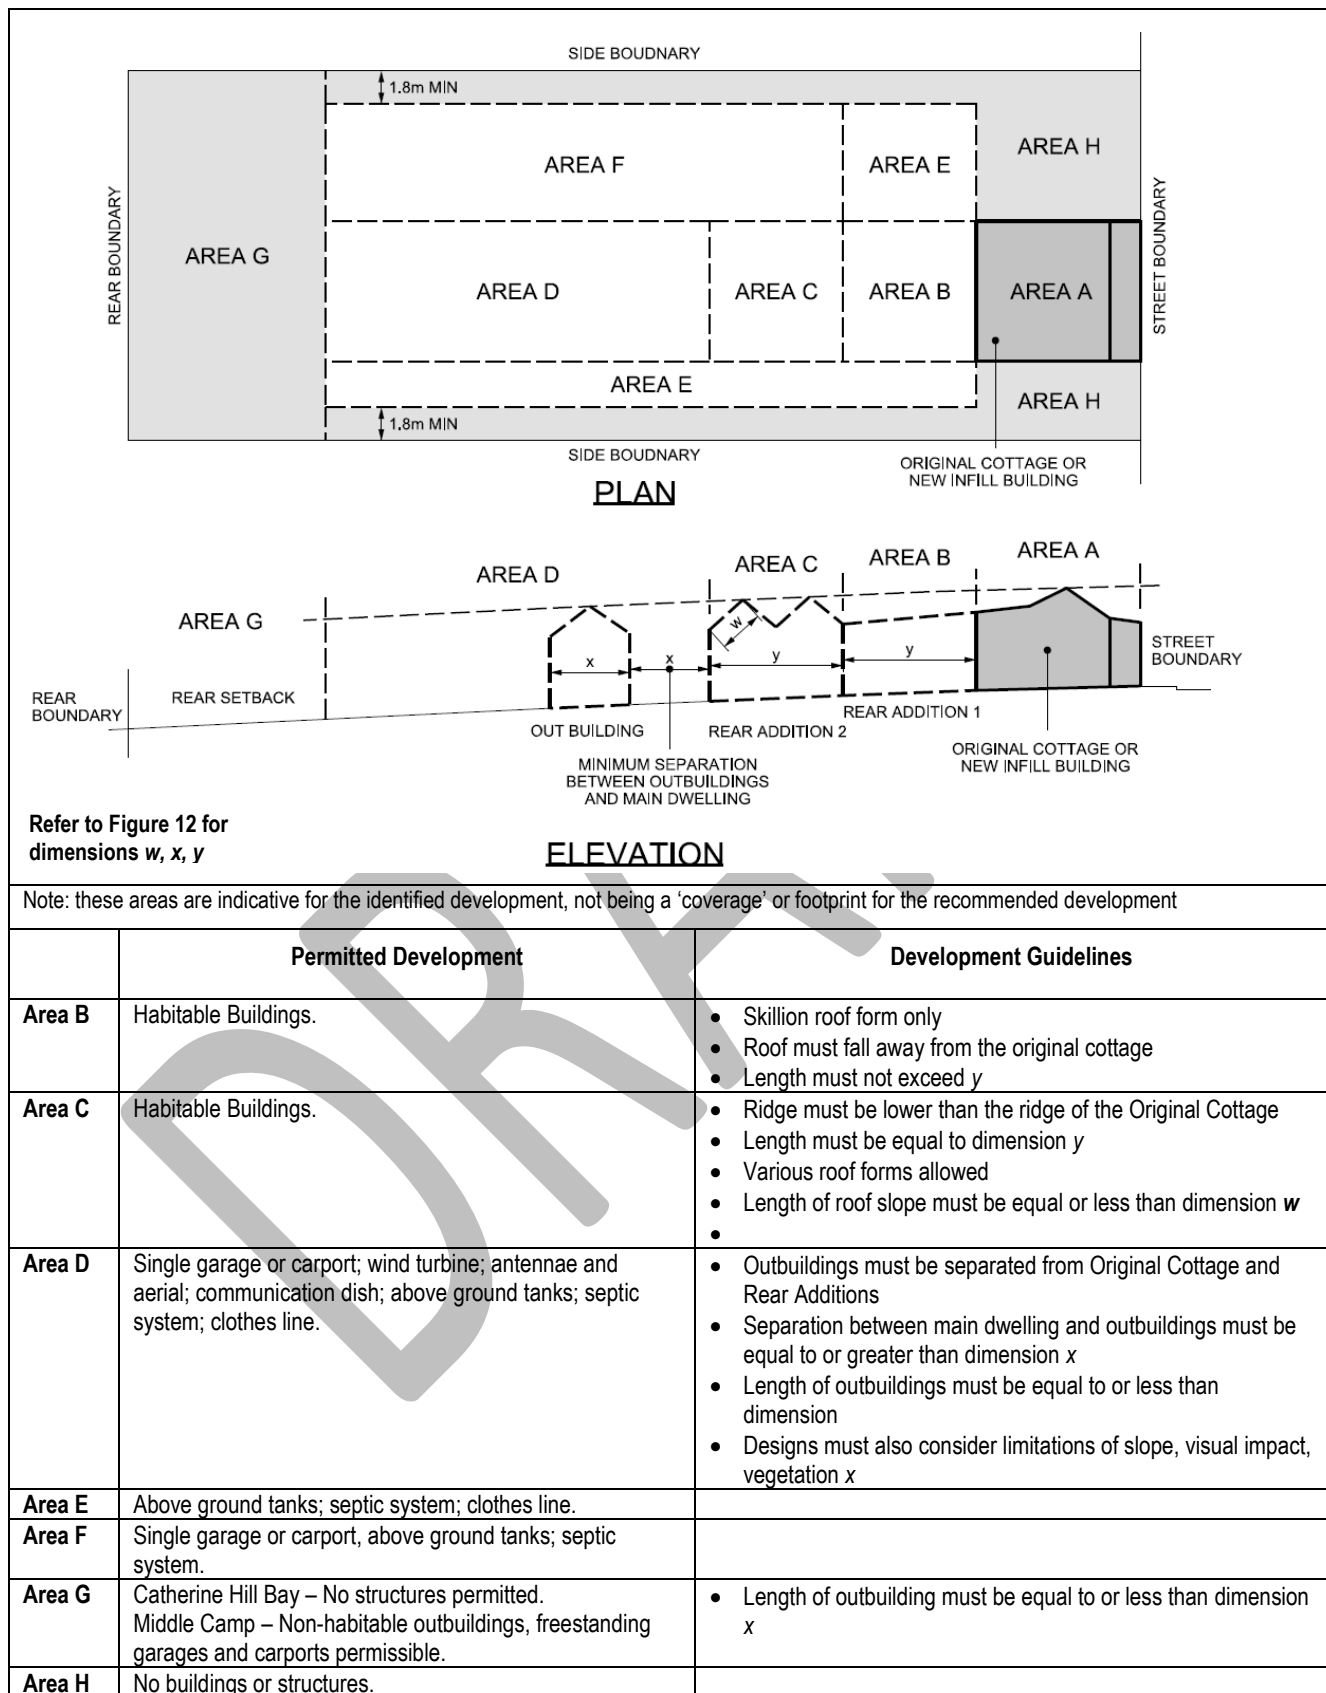 SIDE BOUDNARY
1.8m MIN
AREA F
AREA E
AREA H
REAR BOUNDARY
AREA G
AREA D
AREA C
AREA B
AREA A
STREET BOUNDARY
AREA E
AREA H
1.8m MIN
SIDE BOUDNARY
ORIGINAL COTTAGE OR
NEW INFILL BUILDING
PLAN
AREA D
AREA C
AREA B
AREA A
AREA G
w
x
x
y
y
STREET
BOUNDARY
REAR
BOUNDARY
REAR SETBACK
OUT BUILDING
REAR ADDITION 2
REAR ADDITION 1
MINIMUM SEPARATION
BETWEEN OUTBUILDINGS
AND MAIN DWELLING
ORIGINAL COTTAGE OR
NEW INFILL BUILDING
Refer to Figure 12 for
dimensions w, x, y
ELEVATION
DRAFT
Note: these areas are indicative for the identified development, not being a ‘coverage’ or footprint for the recommended development
Permitted Development
Development Guidelines
Area B
Habitable Buildings.
• Skillion roof form only
• Roof must fall away from the original cottage
• Length must not exceed y
Area C
Habitable Buildings.
• Ridge must be lower than the ridge of the Original Cottage
• Length must be equal to dimension y
• Various roof forms allowed
• Length of roof slope must be equal or less than dimension w
•
Area D
Single garage or carport; wind turbine; antennae and
aerial; communication dish; above ground tanks; septic
system; clothes line.
• Outbuildings must be separated from Original Cottage and
Rear Additions
• Separation between main dwelling and outbuildings must be
equal to or greater than dimension x
• Length of outbuildings must be equal to or less than
dimension
• Designs must also consider limitations of slope, visual impact,
vegetation x
Area E
Above ground tanks; septic system; clothes line.
Area F
Single garage or carport, above ground tanks; septic
system.
Area G
Catherine Hill Bay – No structures permitted.
Middle Camp – Non-habitable outbuildings, freestanding
garages and carports permissible.
• Length of outbuilding must be equal to or less than dimension
x
Area H
No buildings or structures.